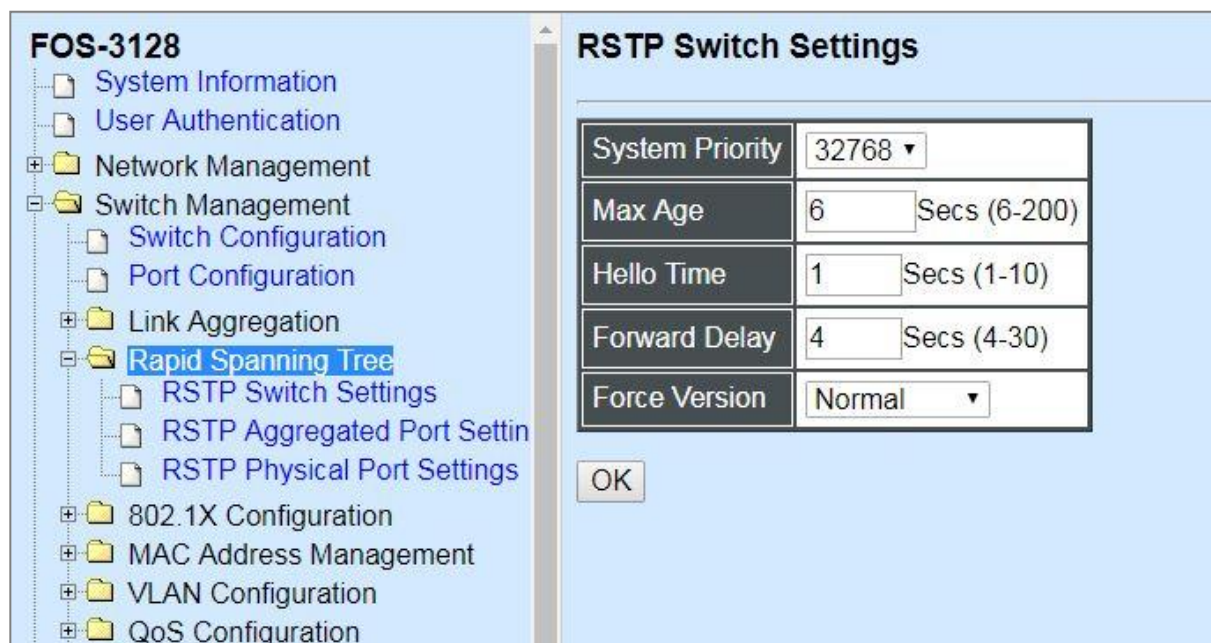 FOS-3128
System Information
User Authentication
Network Management
Switch Management
Switch Configuration
Port Configuration
Link Aggregation
Rapid Spanning Tree
RSTP Switch Settings
RSTP Aggregated Port Settin
RSTP Physical Port Settings
802.1X Configuration
MAC Address Management
VLAN Configuration
QoS Configuration
RSTP Switch Settings
System Priority 32768
Max Age 6 Secs (6-200)
Hello Time 1 Secs (1-10)
Forward Delay 4 Secs (4-30)
Force Version Normal
OK